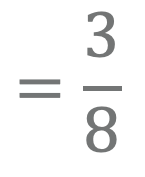 = 3/8